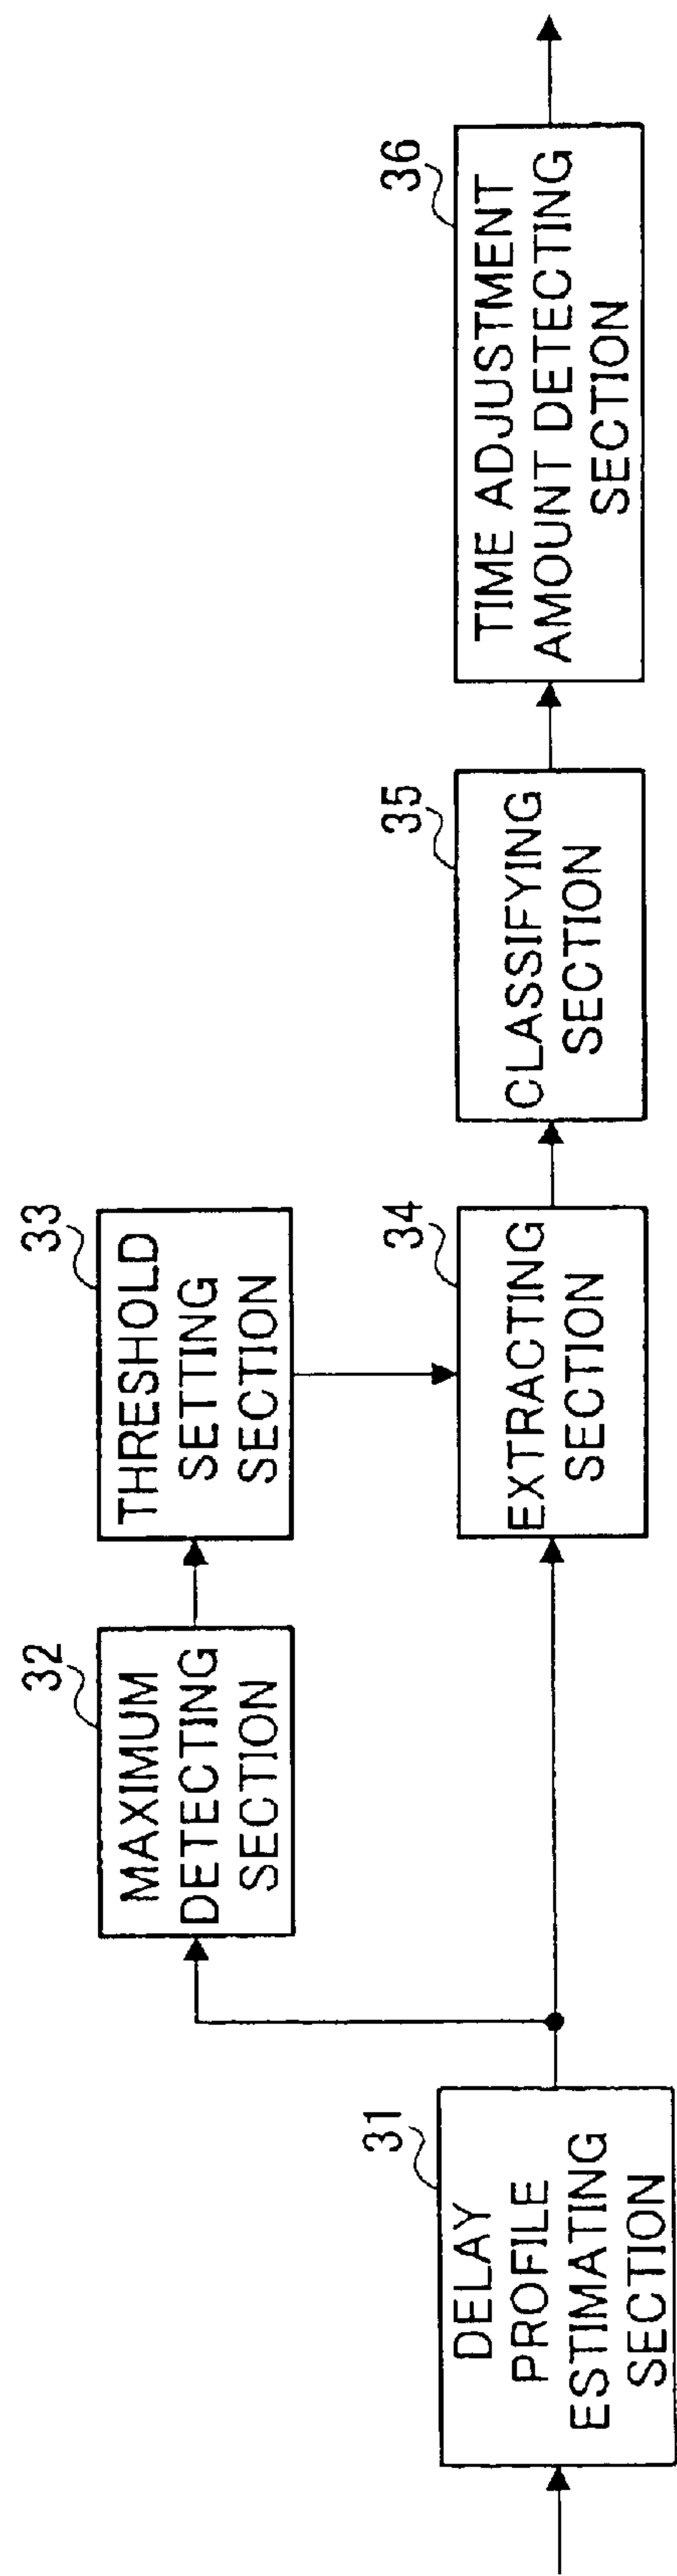 31
DELAY
PROFILE
ESTIMATING
SECTION
32
MAXIMUM
DETECTING
SECTION
33
THRESHOLD
SETTING
SECTION
34
EXTRACTING
SECTION
35
CLASSIFYING
SECTION
36
TIME ADJUSTMENT
AMOUNT DETECTING
SECTION